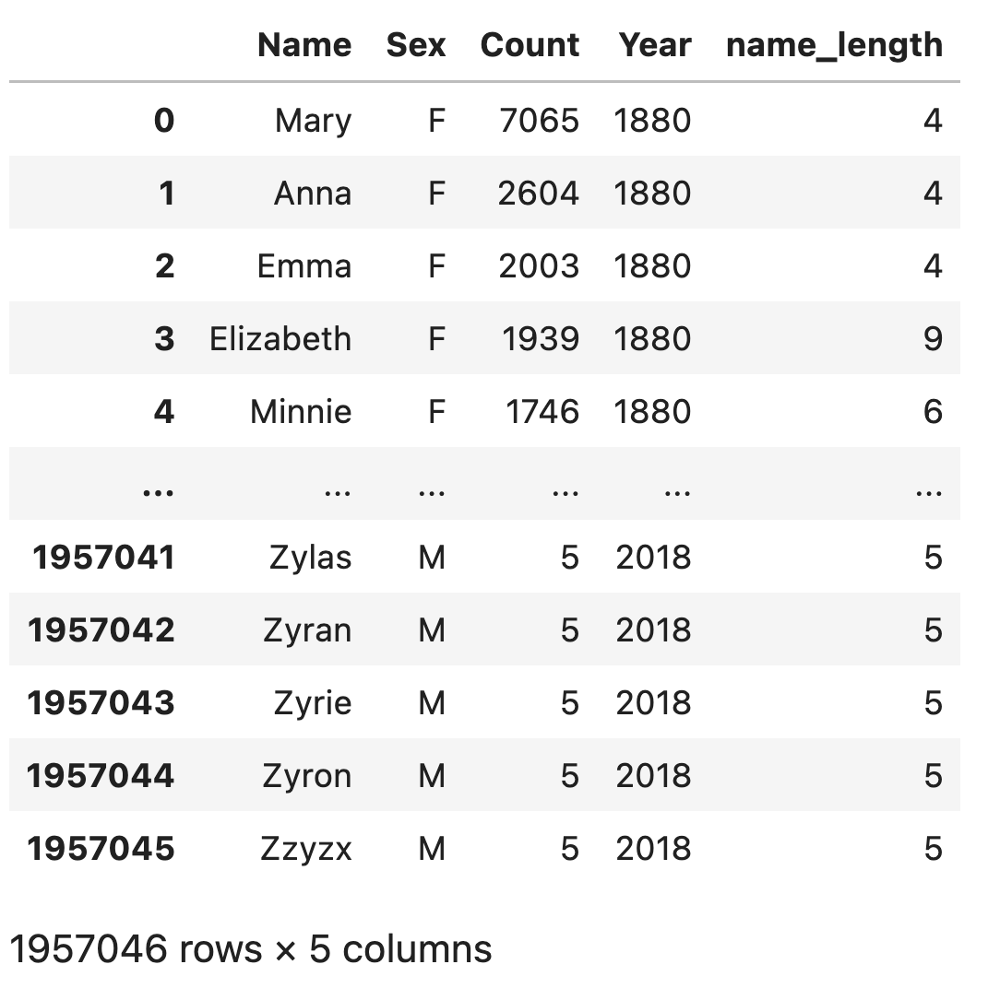 Name Sex Count Year name_length
0 Mary F 7065 1880 4
1 Anna F 2604 1880 4
2 Emma F 2003 1880 4
3 Elizabeth F 1939 1880 9
4 Minnie F 1746 1880 6
... ... ... ... ... ...
1957041 Zylas M 5 2018 5
1957042 Zyran M 5 2018 5
1957043 Zyrie M 5 2018 5
1957044 Zyron M 5 2018 5
1957045 Zzyzx M 5 2018 5
1957046 rows × 5 columns